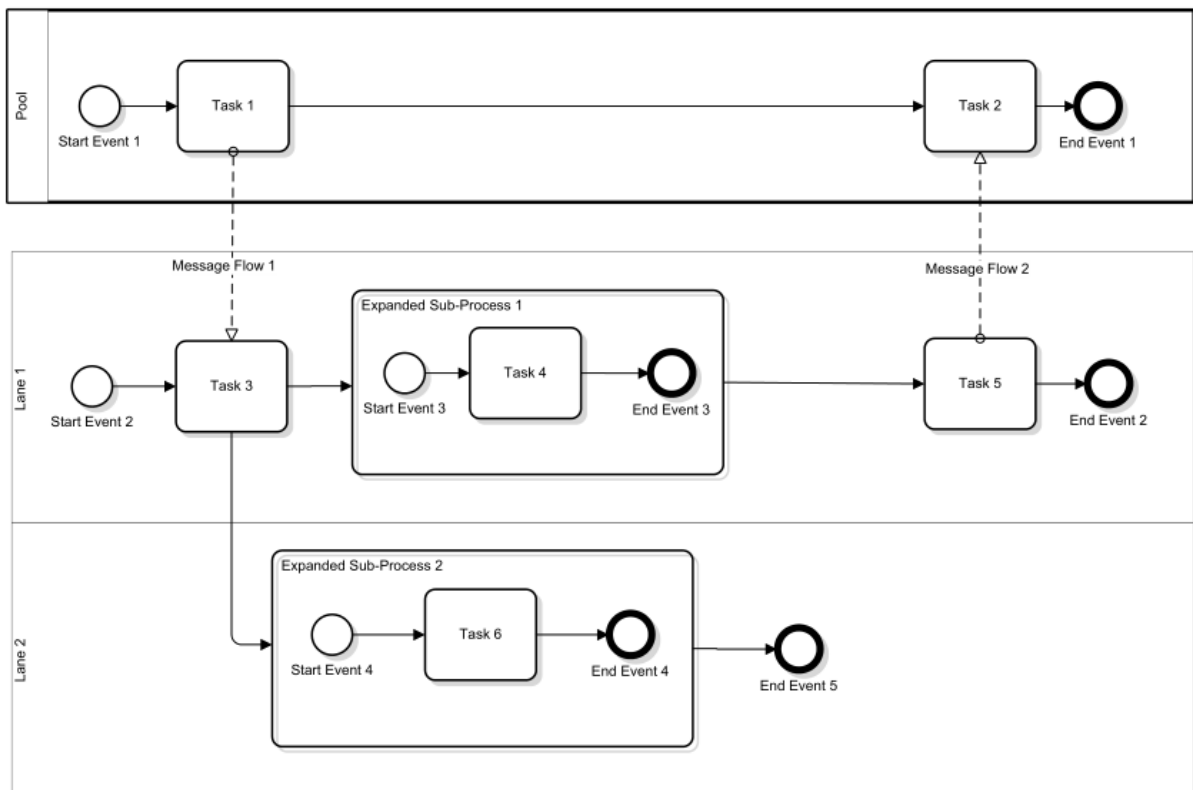 Pool
Start Event 1
Task 1
Task 2
End Event 1
Message Flow 1
Message Flow 2
Lane 1
Start Event 2
Task 3
Expanded Sub-Process 1
Start Event 3
Task 4
End Event 3
Task 5
End Event 2
Lane 2
Expanded Sub-Process 2
Start Event 4
Task 6
End Event 4
End Event 5